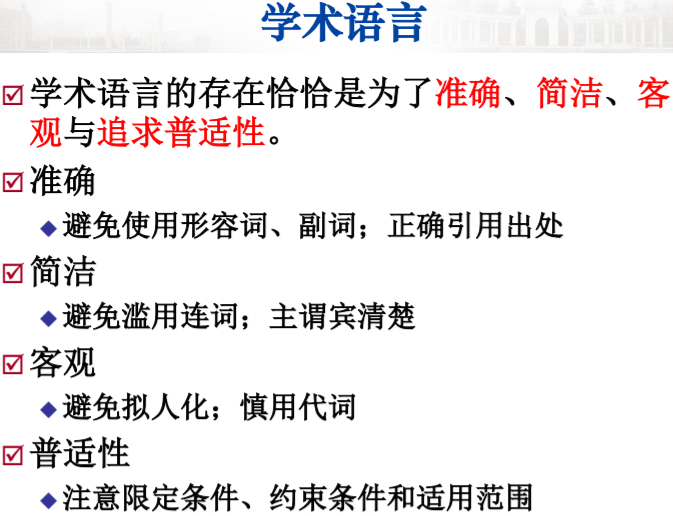 学术语言
学术语言的存在恰恰是为了准确、简洁、客
观与追求普适性。
准确
避免使用形容词、副词；正确引用出处
简洁
避免滥用连词；主谓宾清楚
客观
避免拟人化；慎用代词
普适性
注意限定条件、约束条件和适用范围